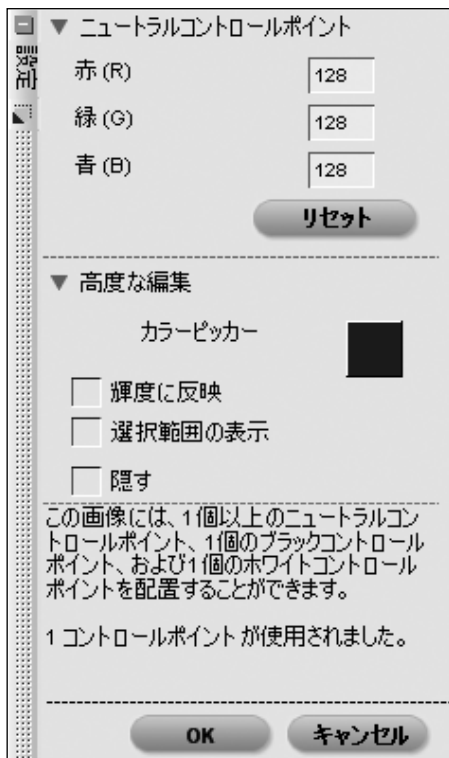 設定
▼ ニュートラルコントロールポイント
赤 (R) 128
緑 (G) 128
青 (B) 128
リセット
▼ 高度な編集
カラーピッカー
輝度に反映
選択範囲の表示
隠す
この画像には、1個以上のニュートラルコン
トロールポイント、1個のブラックコントロール
ポイント、および1個のホワイトコントロール
ポイントを配置することができます。
1 コントロールポイント が使用されました。
OK キャンセル